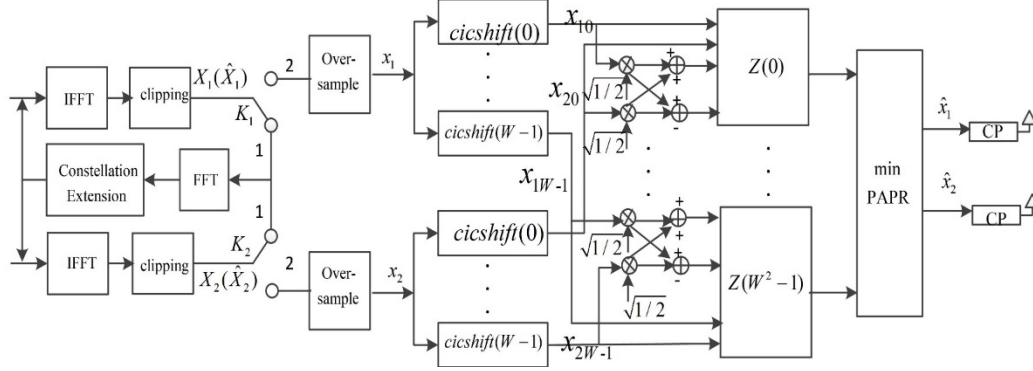 IFFT
clipping
X₁(X̂₁)
K₁
2
1
Constellation
Extension
FFT
1
K₂
IFFT
clipping
X₂(X̂₂)
2
Over-
sample
x₁
Over-
sample
x₂
cicshift(0)
cicshift(W−1)
cicshift(0)
cicshift(W−1)
x₁₀
x₂₀
x₁W-1
x₂W-1
√1/2
+
+
√1/2
+
-
Z(0)
√1/2
+
+
√1/2
+
-
Z(W²−1)
min
PAPR
x̂₁
CP
x̂₂
CP